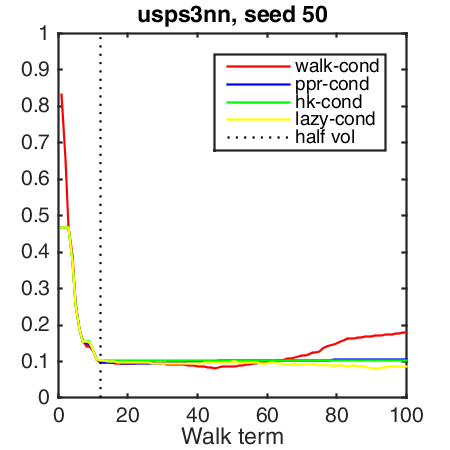 usps3nn, seed 50
1
0.9
0.8
0.7
0.6
0.5
0.4
0.3
0.2
0.1
0
walk-cond
ppr-cond
hk-cond
lazy-cond
half vol
0 20 40 60 80 100
Walk term